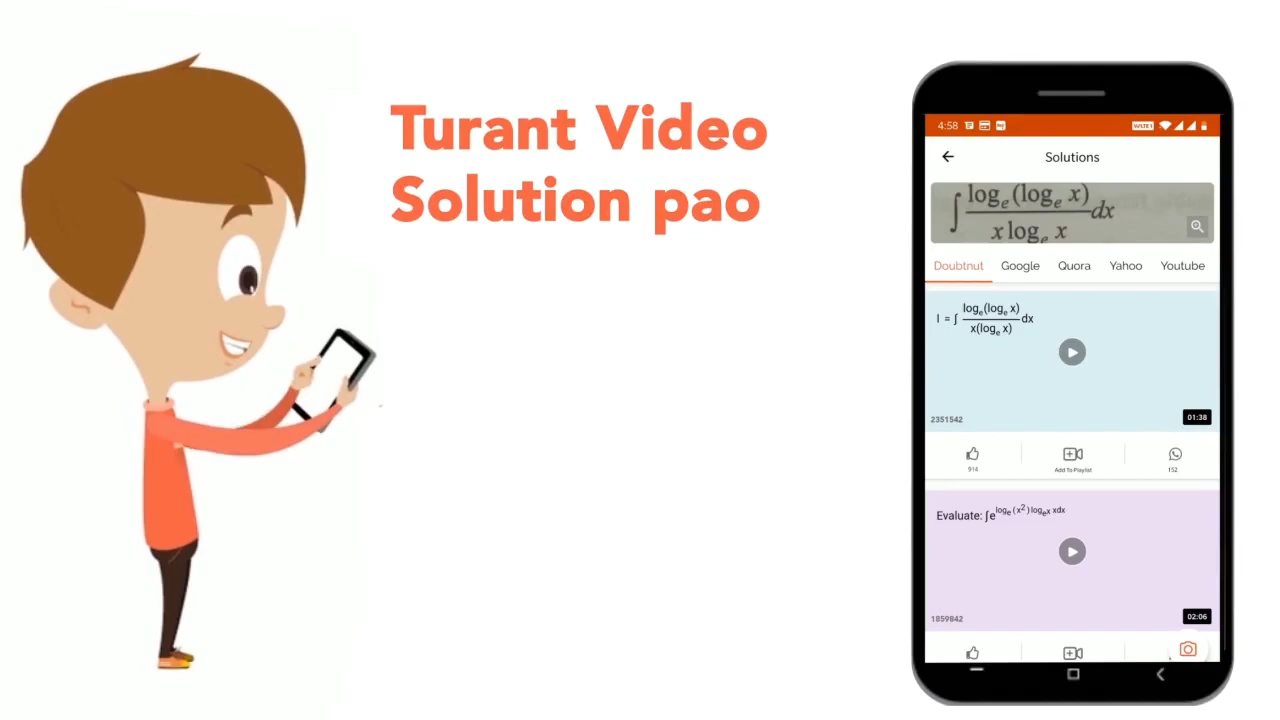 Turant Video
Solution pao
4:58
VoLTE1
Solutions
∫ logₑ(logₑ x) / x logₑ x dx
Doubtnut Google Quora Yahoo Youtube
I = ∫ logₑ(logₑ x) / x(logₑ x) dx
2351542 01:38
914 Add To Playlist 152
Evaluate: ∫e^logₑ(x²)logₑx xdx
1859842 02:06